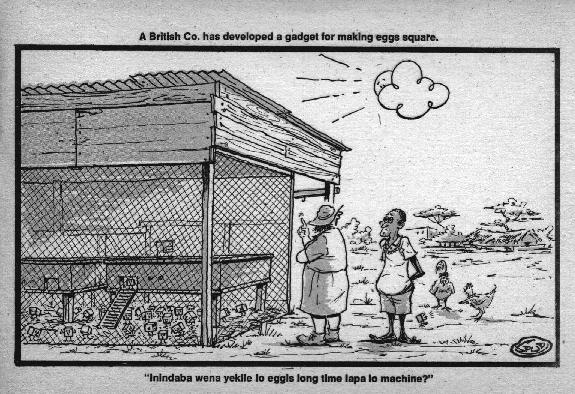 A British Co. has developed a gadget for making eggs square.
"Inindaba wena yekile lo eggis long time lapa lo machine?"